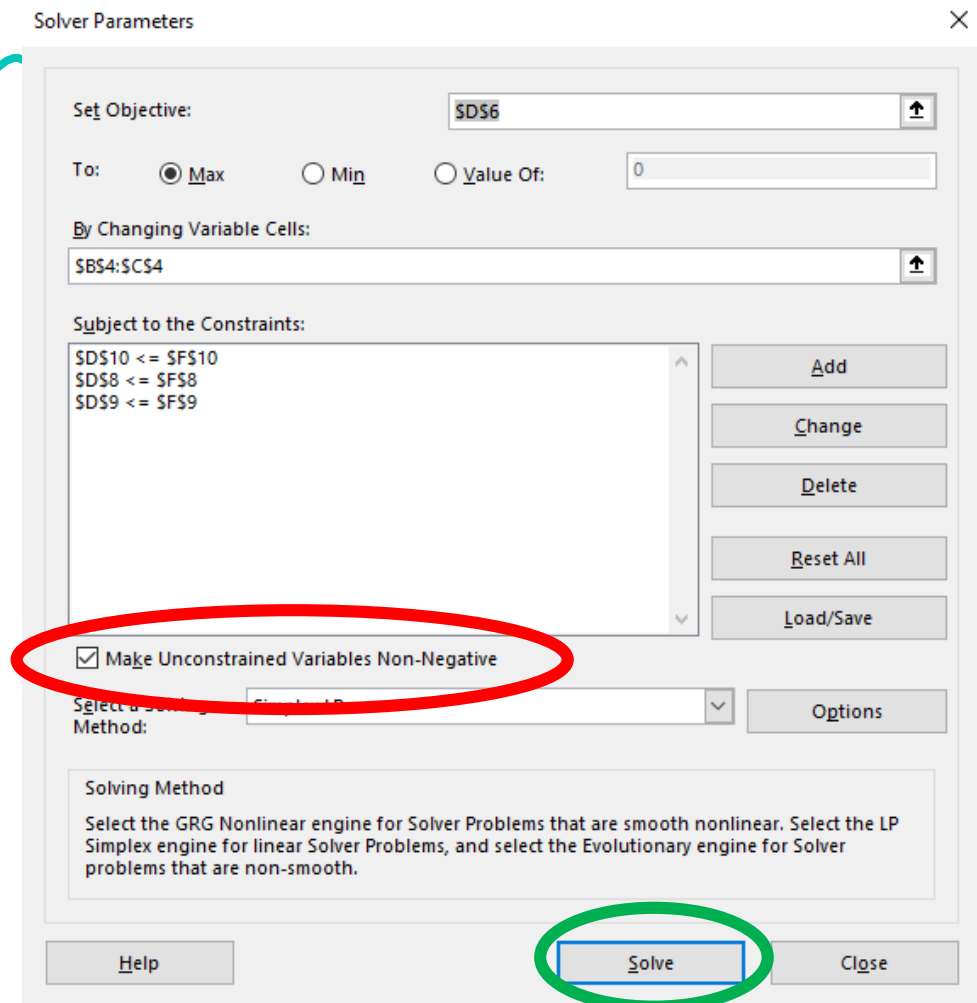 Solver Parameters
Set Objective:
$D$6
To:
Max
Min
Value Of:
0
By Changing Variable Cells:
$B$4:$C$4
Subject to the Constraints:
$D$10 <= $F$10
$D$8 <= $F$8
$D$9 <= $F$9
Add
Change
Delete
Reset All
Load/Save
Make Unconstrained Variables Non-Negative
Select a Solving
Method:
Options
Solving Method
Select the GRG Nonlinear engine for Solver Problems that are smooth nonlinear. Select the LP
Simplex engine for linear Solver Problems, and select the Evolutionary engine for Solver
problems that are non-smooth.
Help
Solve
Close